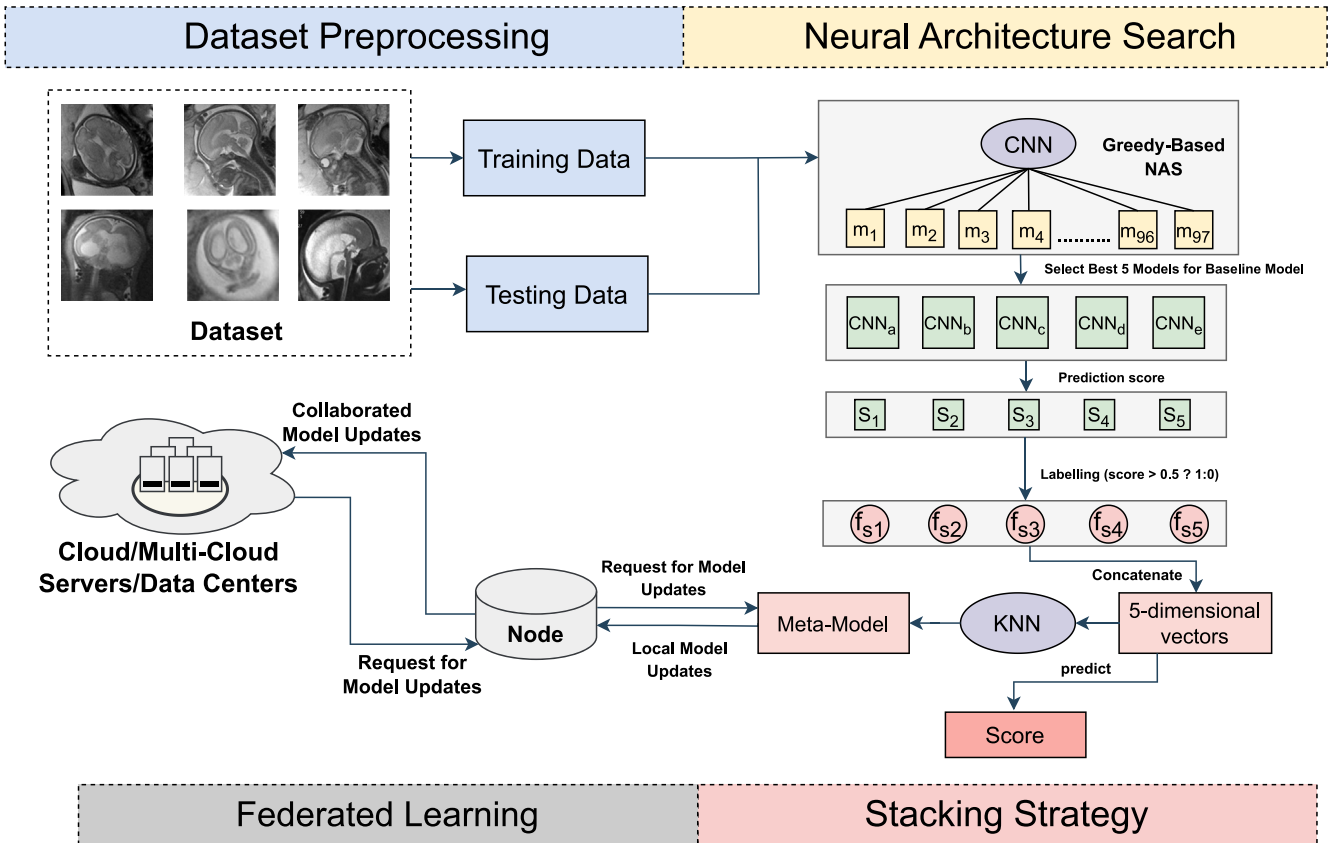 Dataset Preprocessing
Neural Architecture Search
Dataset
Training Data
Testing Data
CNN
Greedy-Based
NAS
m1 m2 m3 m4 .......... m96 m97
Select Best 5 Models for Baseline Model
CNNa CNNb CNNc CNNd CNNe
Prediction score
S1 S2 S3 S4 S5
Labelling (score > 0.5 ? 1:0)
fs1 fs2 fs3 fs4 fs5
Concatenate
5-dimensional
vectors
KNN
predict
Score
Meta-Model
Request for Model
Updates
Local Model
Updates
Node
Collaborated
Model Updates
Request for
Model Updates
Cloud/Multi-Cloud
Servers/Data Centers
Federated Learning
Stacking Strategy